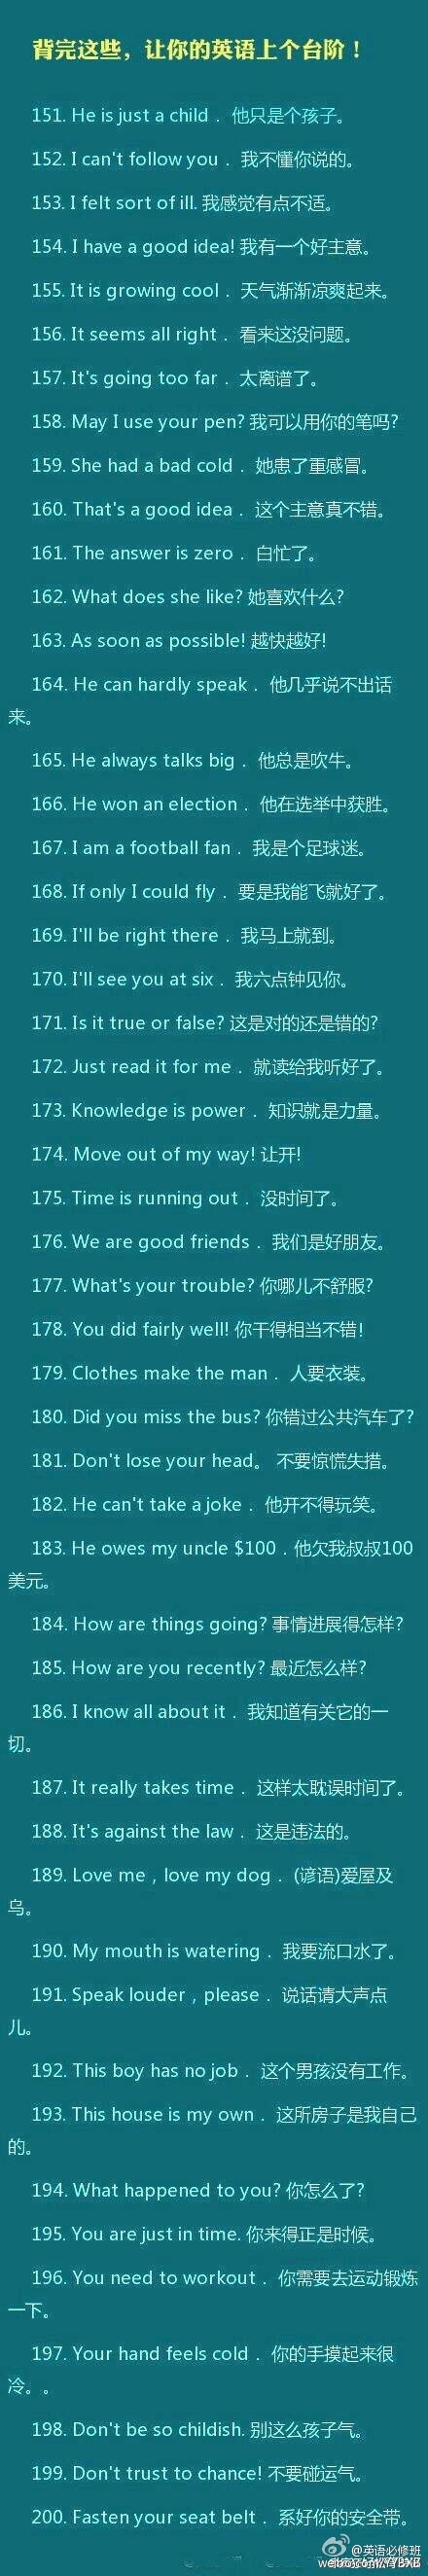 背完这些，让你的英语上个台阶！
151. He is just a child． 他只是个孩子。
152. I can't follow you． 我不懂你说的。
153. I felt sort of ill. 我感觉有点不适。
154. I have a good idea! 我有一个好主意。
155. It is growing cool． 天气渐渐凉爽起来。
156. It seems all right． 看来这没问题。
157. It's going too far． 太离谱了。
158. May I use your pen? 我可以用你的笔吗?
159. She had a bad cold． 她患了重感冒。
160. That's a good idea． 这个主意真不错。
161. The answer is zero． 白忙了。
162. What does she like? 她喜欢什么?
163. As soon as possible! 越快越好!
164. He can hardly speak． 他几乎说不出话
来。
165. He always talks big． 他总是吹牛。
166. He won an election． 他在选举中获胜。
167. I am a football fan． 我是个足球迷。
168. If only I could fly． 要是我能飞就好了。
169. I'll be right there． 我马上就到。
170. I'll see you at six． 我六点钟见你。
171. Is it true or false? 这是对的还是错的?
172. Just read it for me． 就读给我听好了。
173. Knowledge is power． 知识就是力量。
174. Move out of my way! 让开!
175. Time is running out． 没时间了。
176. We are good friends． 我们是好朋友。
177. What's your trouble? 你哪儿不舒服?
178. You did fairly well! 你干得相当不错!
179. Clothes make the man． 人要衣装。
180. Did you miss the bus? 你错过公共汽车了?
181. Don't lose your head。 不要惊慌失措。
182. He can't take a joke． 他开不得玩笑。
183. He owes my uncle $100．他欠我叔叔100
美元。
184. How are things going? 事情进展得怎样?
185. How are you recently? 最近怎么样?
186. I know all about it． 我知道有关它的一
切。
187. It really takes time． 这样太耽误时间了。
188. It's against the law． 这是违法的。
189. Love me，love my dog． (谚语)爱屋及
乌。
190. My mouth is watering． 我要流口水了。
191. Speak louder，please． 说话请大声点
儿。
192. This boy has no job． 这个男孩没有工作。
193. This house is my own． 这所房子是我自己
的。
194. What happened to you? 你怎么了?
195. You are just in time. 你来得正是时候。
196. You need to workout． 你需要去运动锻炼
一下。
197. Your hand feels cold． 你的手摸起来很
冷。。
198. Don't be so childish. 别这么孩子气。
199. Don't trust to chance! 不要碰运气。
200. Fasten your seat belt． 系好你的安全带。
@英语必修班